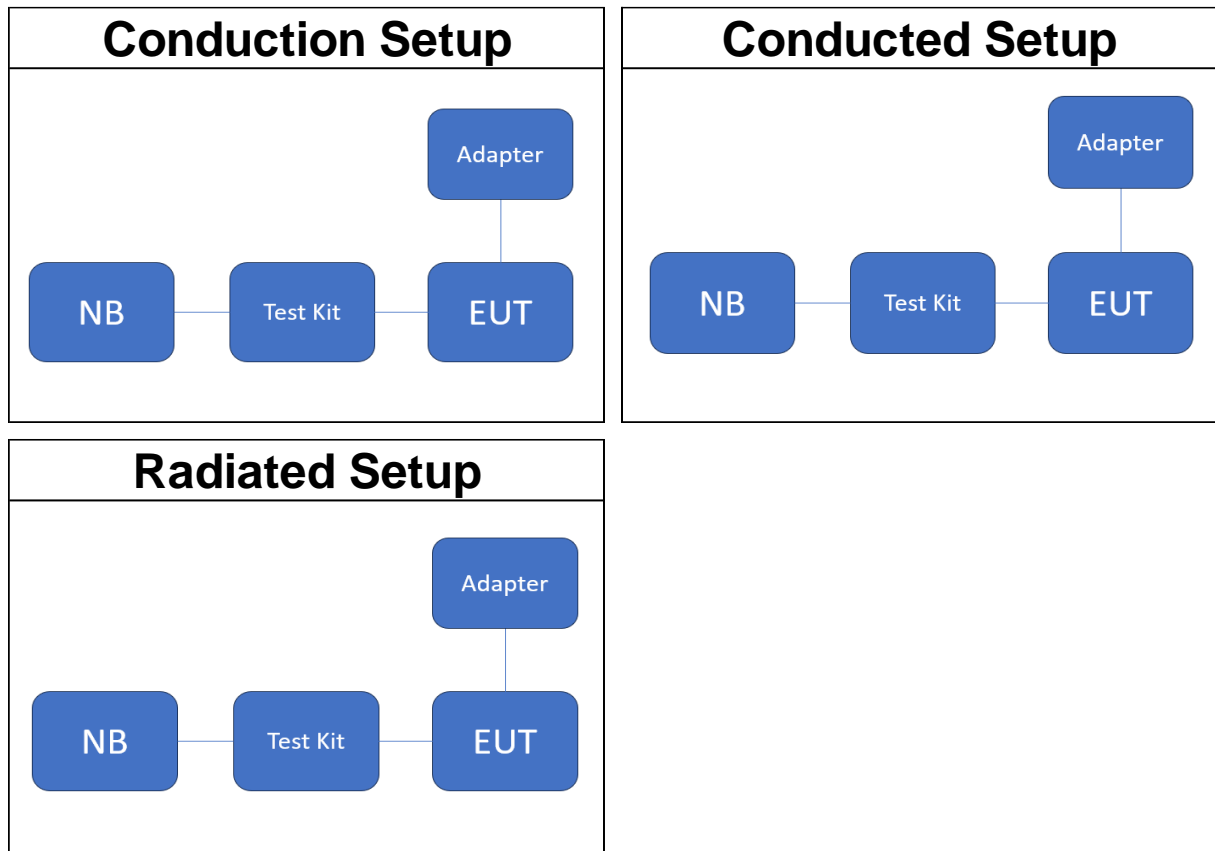 Conduction Setup
Adapter
NB
Test Kit
EUT
Conducted Setup
Adapter
NB
Test Kit
EUT
Radiated Setup
Adapter
NB
Test Kit
EUT